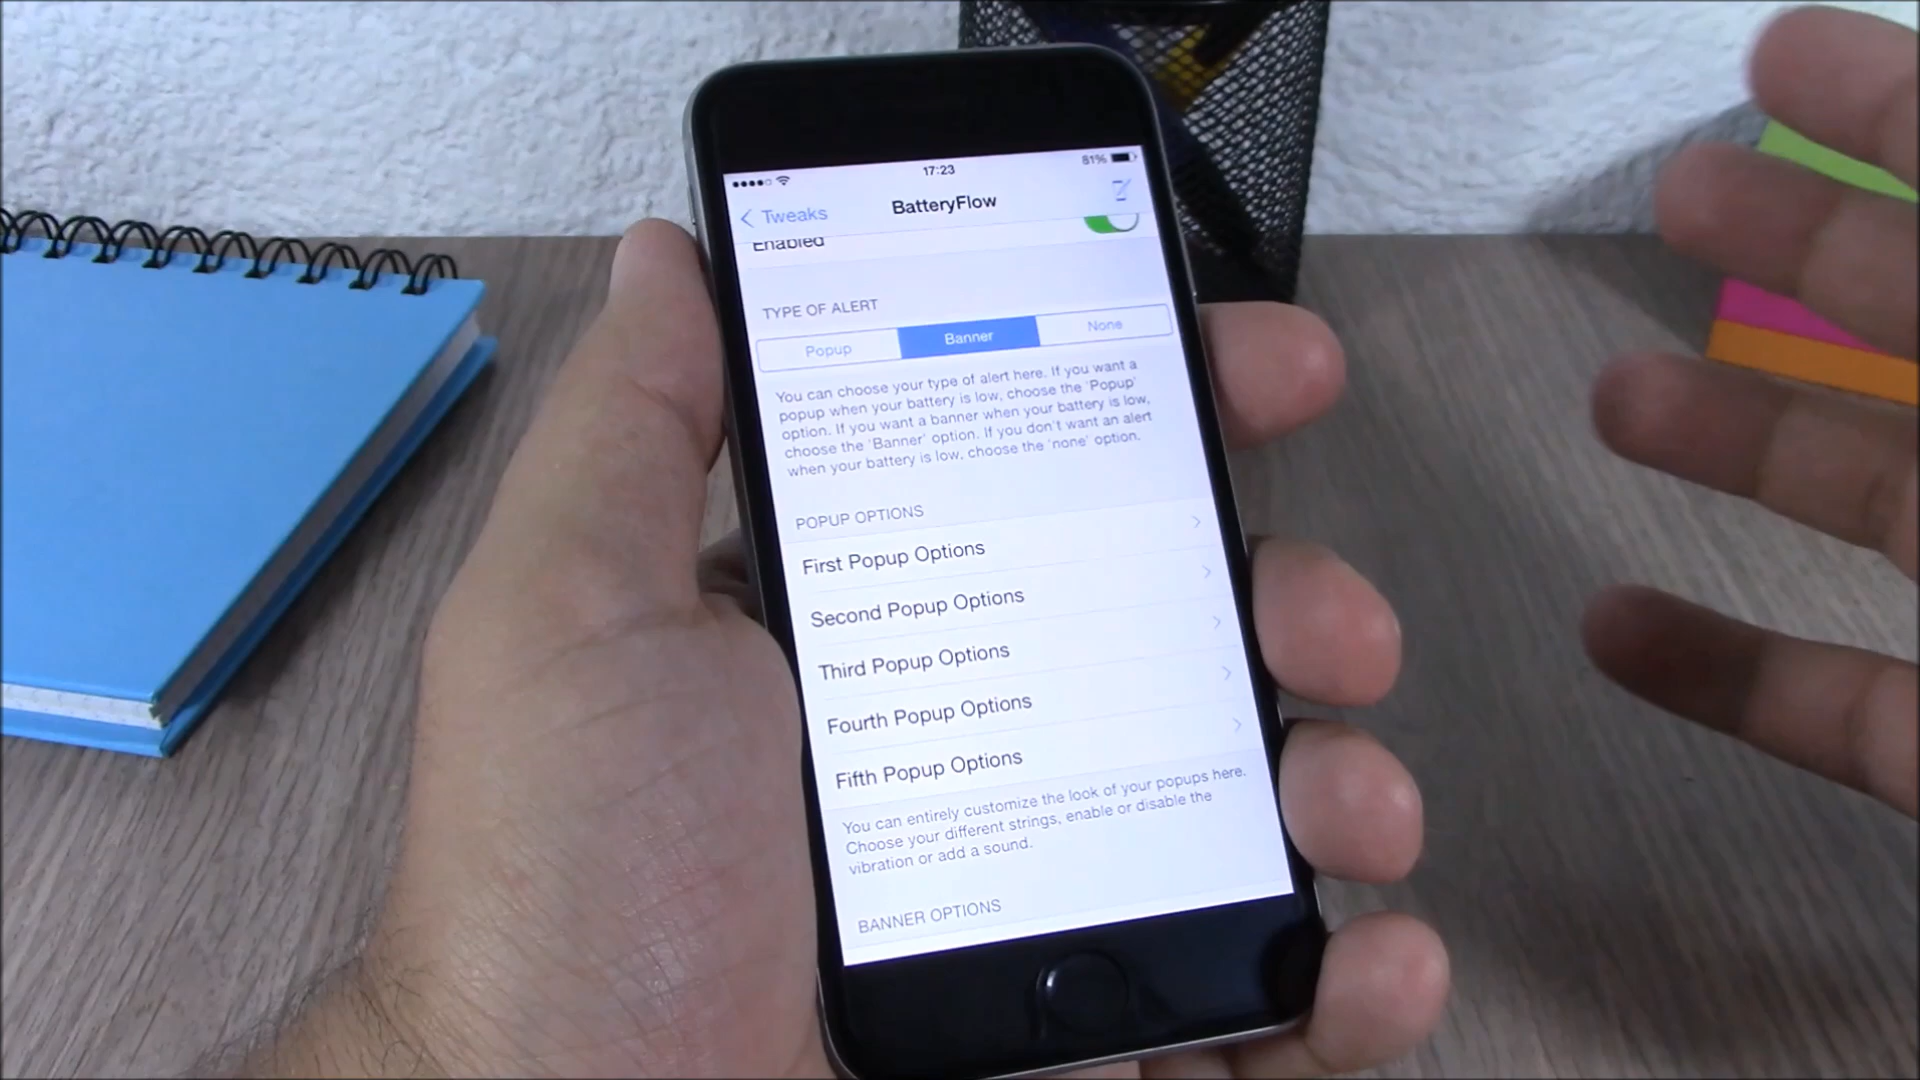 17:23
81%
Tweaks
BatteryFlow
Enabled
TYPE OF ALERT
Popup
Banner
None
You can choose your type of alert here. If you want a
popup when your battery is low, choose the 'Popup'
option. If you want a banner when your battery is low,
choose the 'Banner' option. If you don't want an alert
when your battery is low, choose the 'none' option.
POPUP OPTIONS
First Popup Options
Second Popup Options
Third Popup Options
Fourth Popup Options
Fifth Popup Options
You can entirely customize the look of your popups here.
Choose your different strings, enable or disable the
vibration or add a sound.
BANNER OPTIONS